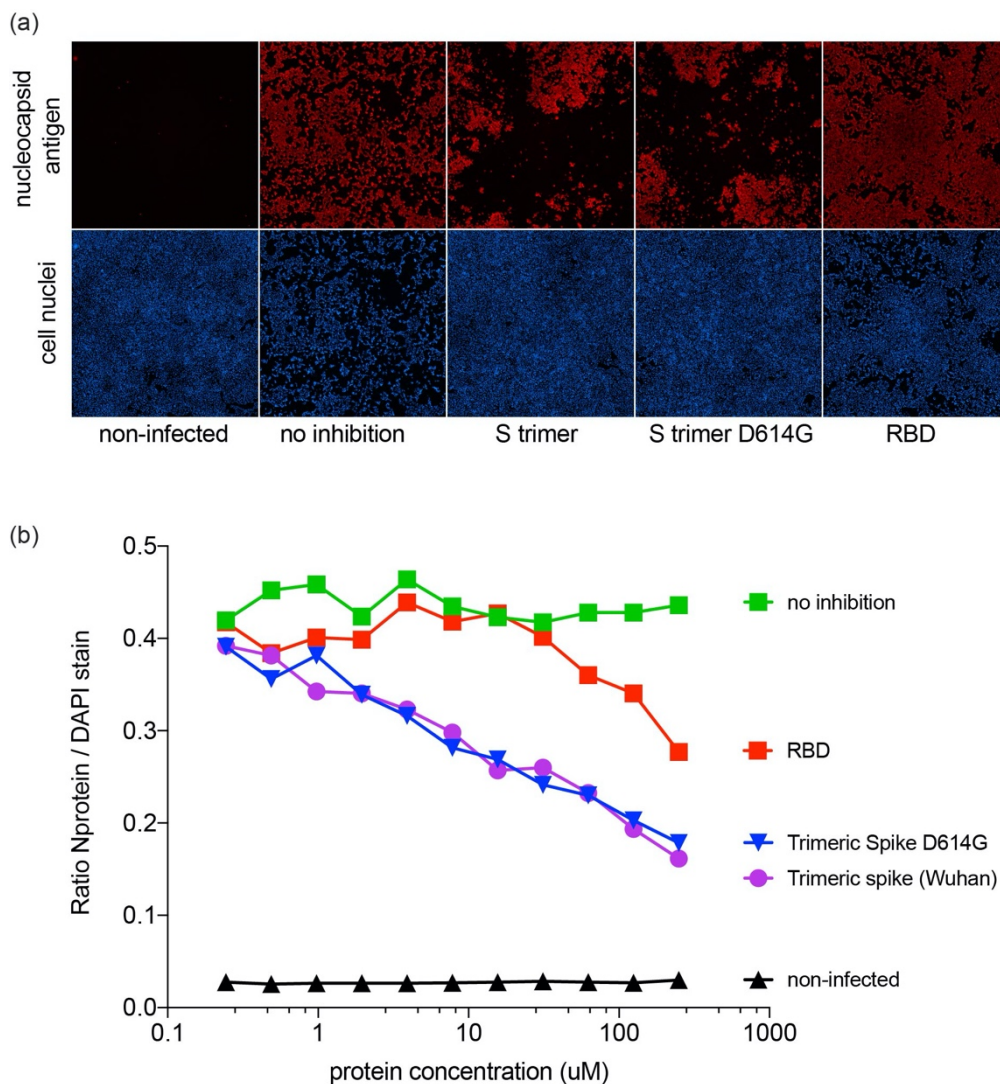 (a)
nucleocapsid
antigen
cell nuclei
non-infected
no inhibition
S trimer
S trimer D614G
RBD
(b)
Ratio Nprotein / DAPI stain
0.5
0.4
0.3
0.2
0.1
0.0
0.1
1
10
100
1000
protein concentration (uM)
no inhibition
RBD
Trimeric Spike D614G
Trimeric spike (Wuhan)
non-infected